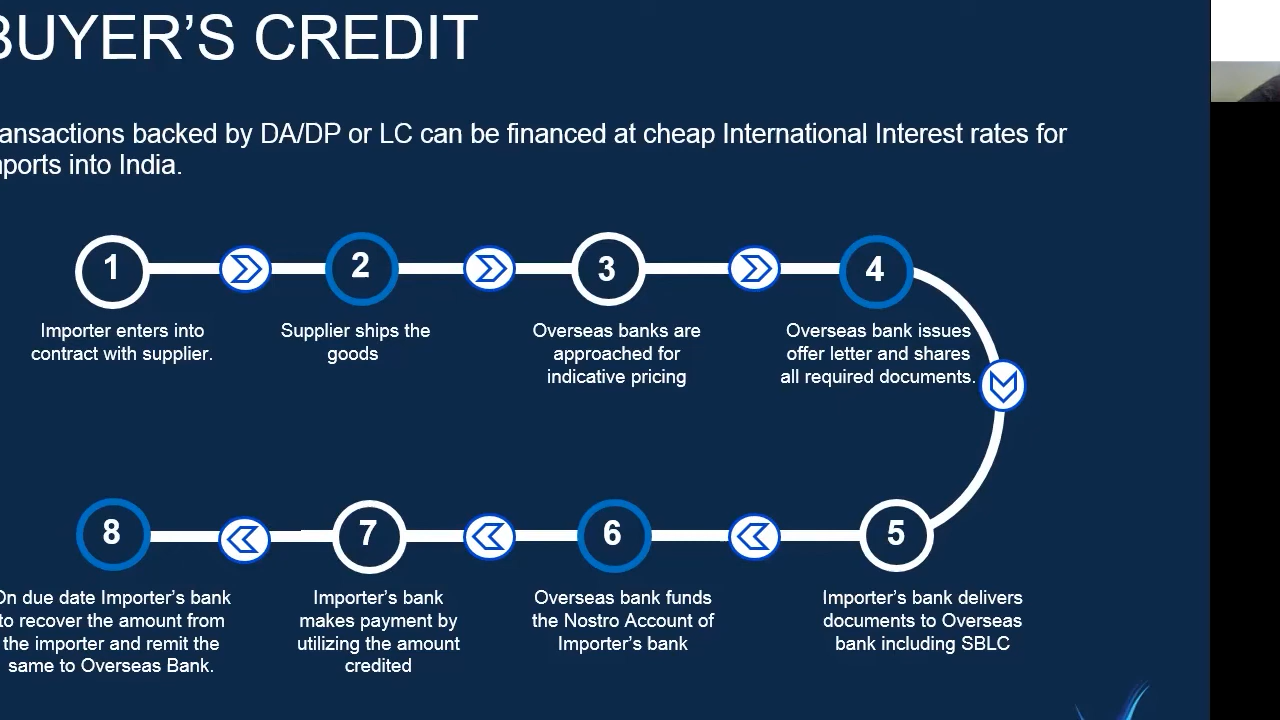 BUYER'S CREDIT
ansactions backed by DA/DP or LC can be financed at cheap International Interest rates for
ports into India.
1
2
3
4
Importer enters into
contract with supplier.
Supplier ships the
goods
Overseas banks are
approached for
indicative pricing
Overseas bank issues
offer letter and shares
all required documents.
8
7
6
5
On due date Importer's bank
to recover the amount from
the importer and remit the
same to Overseas Bank.
Importer's bank
makes payment by
utilizing the amount
credited
Overseas bank funds
the Nostro Account of
Importer's bank
Importer's bank delivers
documents to Overseas
bank including SBLC